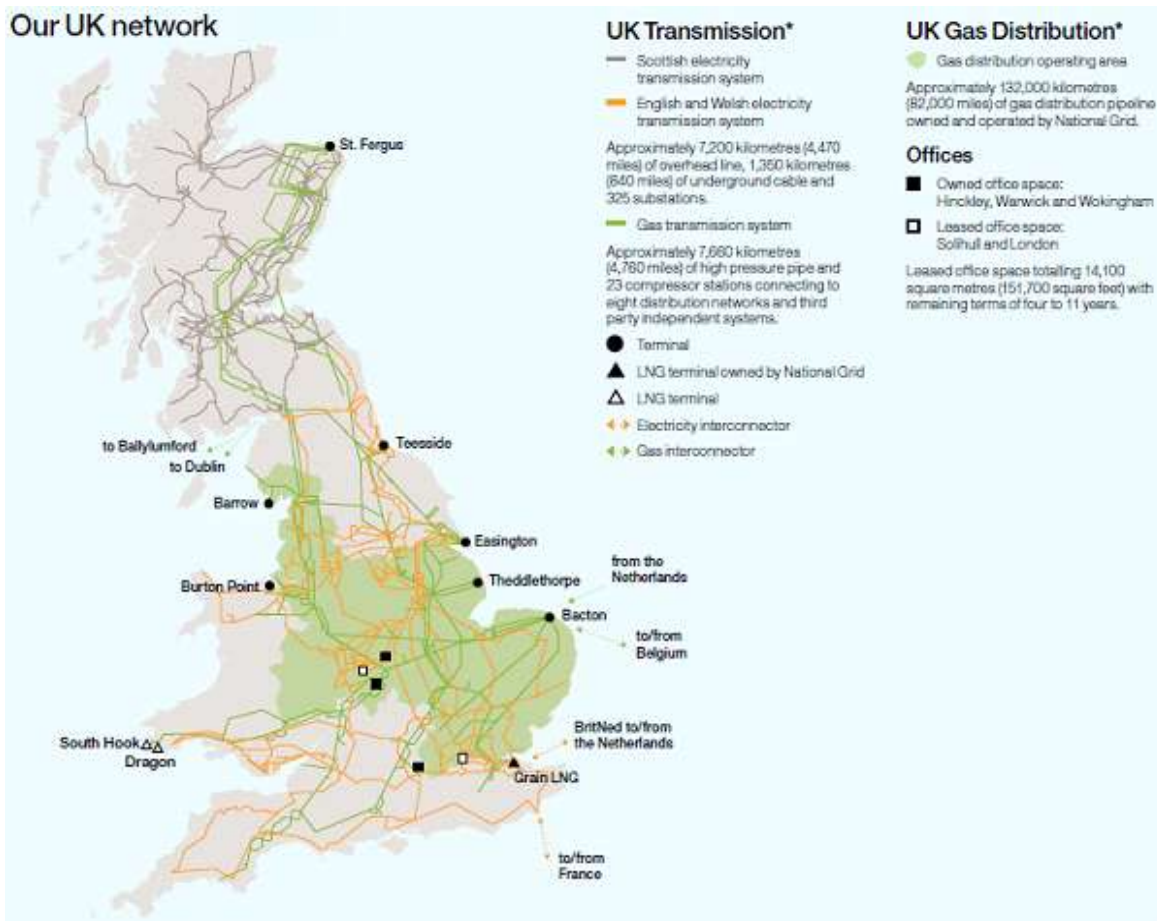 Our UK network
St. Fergus
to Ballylumford
to Dublin
Teesside
Barrow
Easington
Burton Point
Theddlethorpe
from the
Netherlands
Bacton
to/from
Belgium
South Hook
Dragon
BritNed to/from
the Netherlands
Grain LNG
to/from
France
UK Transmission*
Scottish electricity
transmission system
English and Welsh electricity
transmission system
Approximately 7,200 kilometres (4,470
miles) of overhead line, 1,350 kilometres
(840 miles) of underground cable and
325 substations.
Gas transmission system
Approximately 7,660 kilometres
(4,760 miles) of high pressure pipe and
23 compressor stations connecting to
eight distribution networks and third
party independent systems.
Terminal
LNG terminal owned by National Grid
LNG terminal
Electricity interconnector
Gas interconnector
UK Gas Distribution*
Gas distribution operating area
Approximately 132,000 kilometres
(82,000 miles) of gas distribution pipeline
owned and operated by National Grid.
Offices
Owned office space:
Hinckley, Warwick and Wokingham
Leased office space:
Solihull and London
Leased office space totalling 14,100
square metres (151,700 square feet) with
remaining terms of four to 11 years.